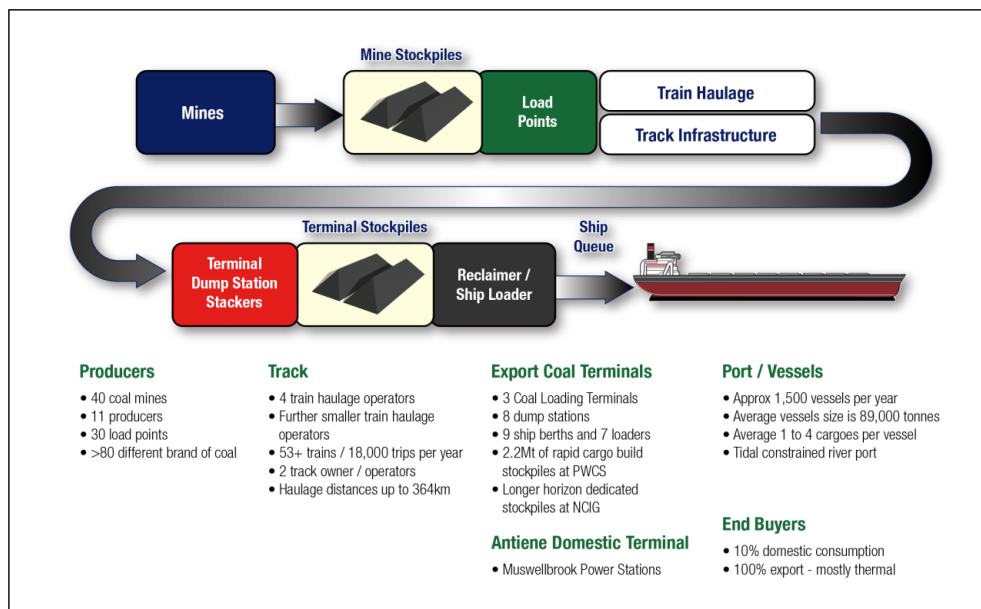 Mine Stockpiles
Mines
Load
Points
Train Haulage
Track Infrastructure
Terminal Stockpiles
Ship
Queue
Terminal
Dump Station
Stackers
Reclaimer /
Ship Loader
Producers
• 40 coal mines
• 11 producers
• 30 load points
• >80 different brand of coal
Track
• 4 train haulage operators
• Further smaller train haulage
operators
• 53+ trains / 18,000 trips per year
• 2 track owner / operators
• Haulage distances up to 364km
Export Coal Terminals
• 3 Coal Loading Terminals
• 8 dump stations
• 9 ship berths and 7 loaders
• 2.2Mt of rapid cargo build
stockpiles at PWCS
• Longer horizon dedicated
stockpiles at NCIG
Antiene Domestic Terminal
• Muswellbrook Power Stations
Port / Vessels
• Approx 1,500 vessels per year
• Average vessels size is 89,000 tonnes
• Average 1 to 4 cargoes per vessel
• Tidal constrained river port
End Buyers
• 10% domestic consumption
• 100% export - mostly thermal